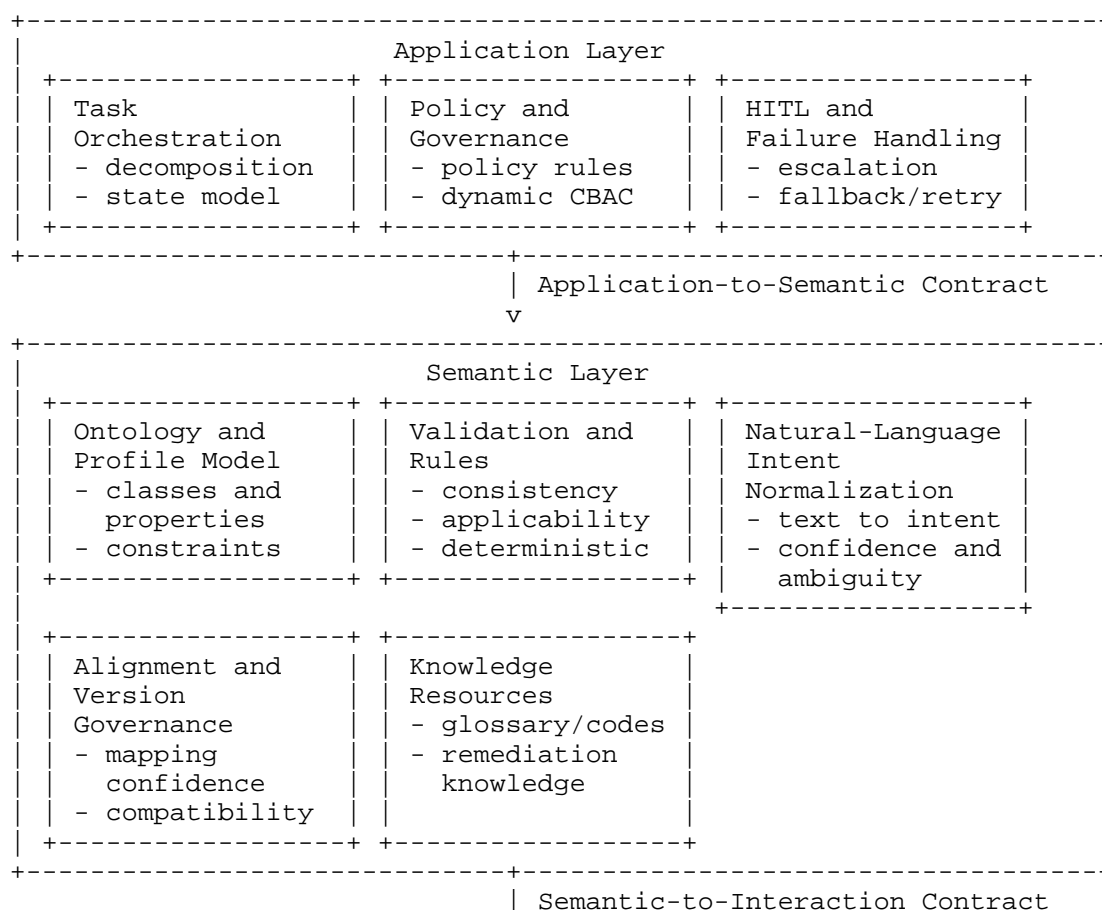 +--------------------------------------------------------------------
| Application Layer
| +------------------+ +------------------+ +------------------+
| | Task | | Policy and | | HITL and |
| | Orchestration | | Governance | | Failure Handling |
| | - decomposition | | - policy rules | | - escalation |
| | - state model | | - dynamic CBAC | | - fallback/retry |
| +------------------+ +------------------+ +------------------+
+------------------------------+-------------------------------------
| Application-to-Semantic Contract
v
+--------------------------------------------------------------------
| Semantic Layer
| +------------------+ +------------------+ +------------------+
| | Ontology and | | Validation and | | Natural-Language |
| | Profile Model | | Rules | | Intent |
| | - classes and | | - consistency | | Normalization |
| | properties | | - applicability | | - text to intent |
| | - constraints | | - deterministic | | - confidence and |
| +------------------+ +------------------+ | ambiguity |
| +------------------+
| +------------------+ +------------------+
| | Alignment and | | Knowledge |
| | Version | | Resources |
| | Governance | | - glossary/codes |
| | - mapping | | - remediation |
| | confidence | | knowledge |
| | - compatibility | | |
| +------------------+ +------------------+
+------------------------------+-------------------------------------
| Semantic-to-Interaction Contract